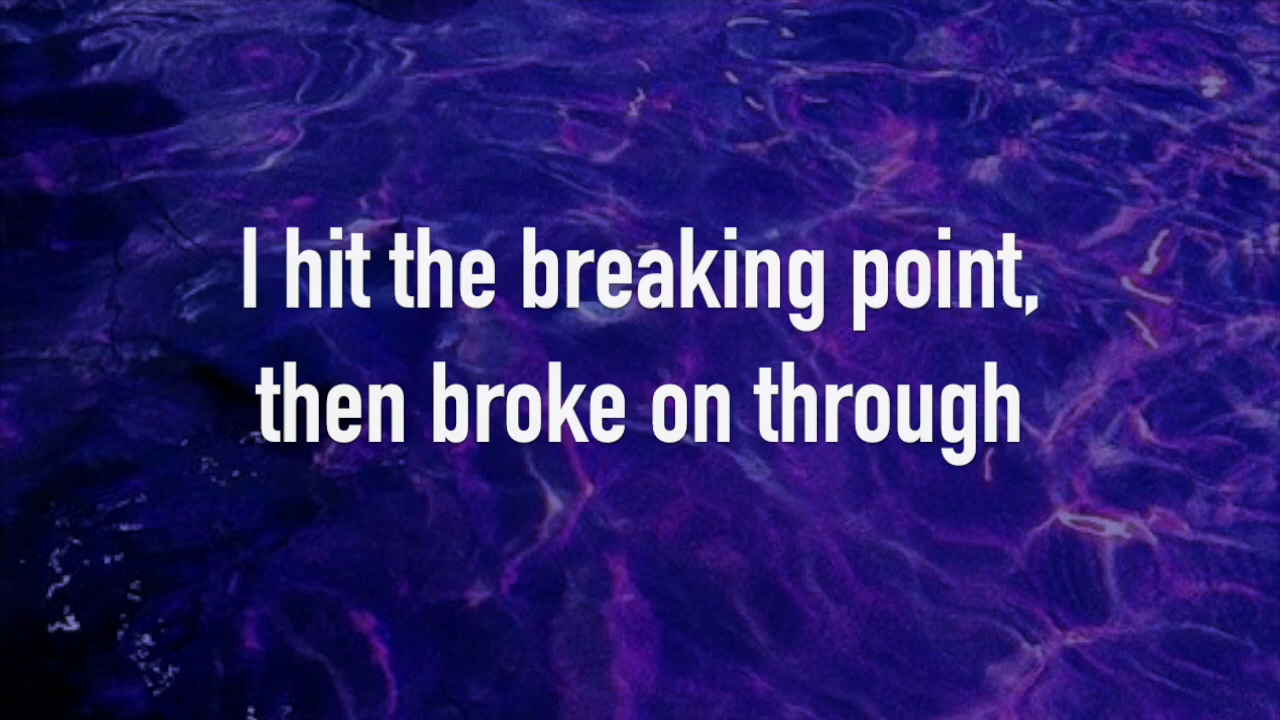 I hit the breaking point,
then broke on through